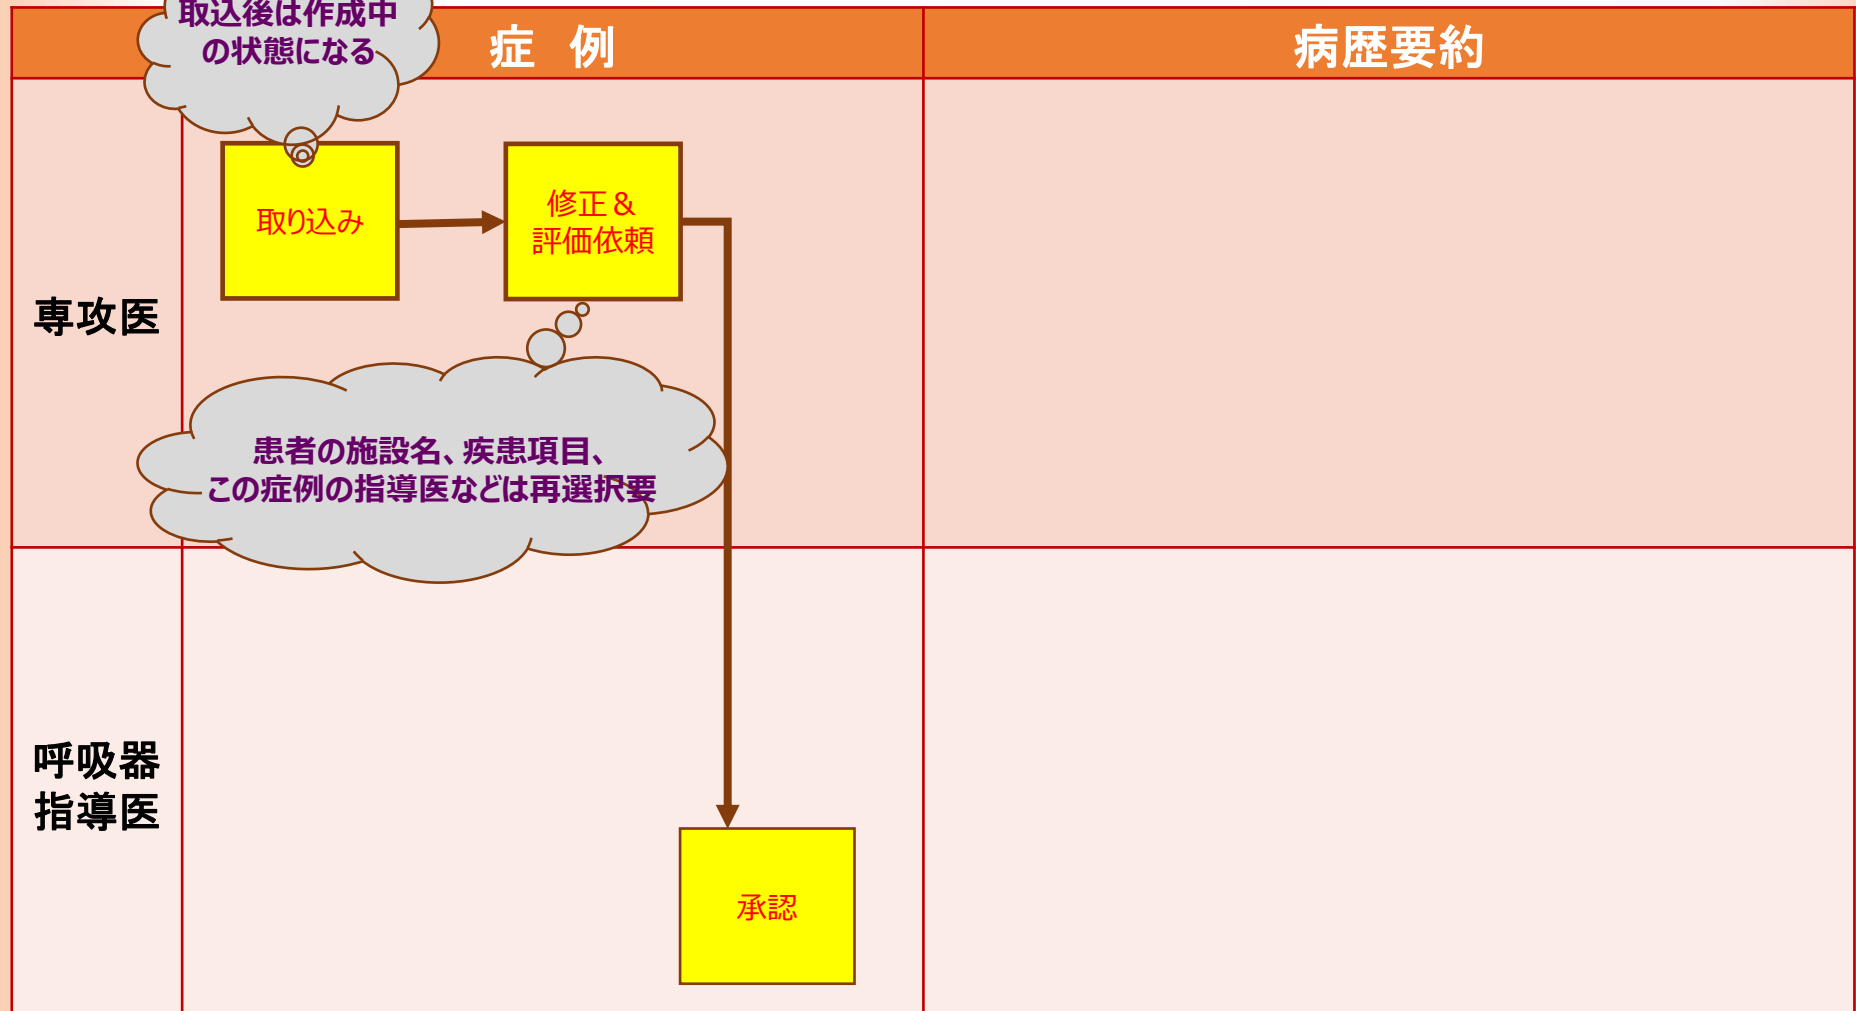 取込後は作成中
の状態になる
症 例
病歴要約
専攻医
取り込み
修正&
評価依頼
患者の施設名、疾患項目、
この症例の指導医などは再選択要
呼吸器
指導医
承認